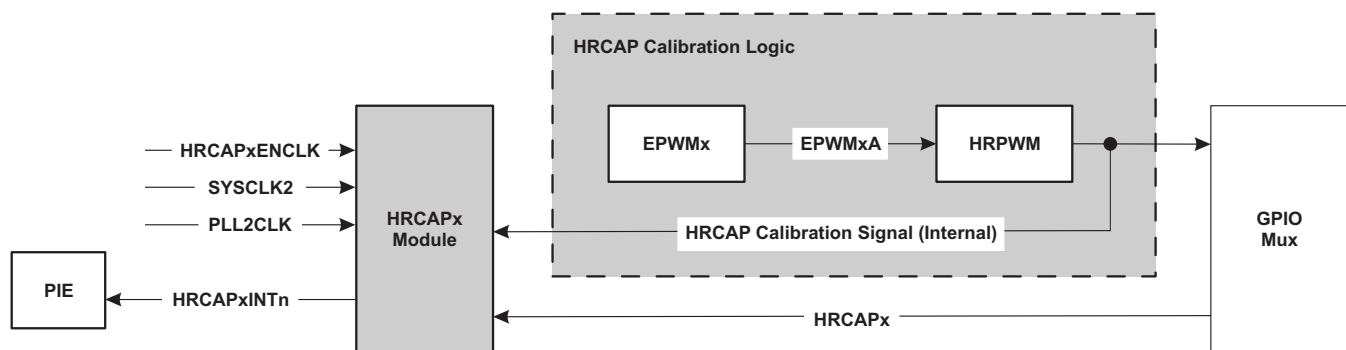 HRCAP Calibration Logic
EPWMx
EPWMxA
HRPWM
HRCAPxENCLK
SYSCLK2
PLL2CLK
HRCAPx
Module
HRCAP Calibration Signal (Internal)
GPIO
Mux
PIE
HRCAPxINTn
HRCAPx